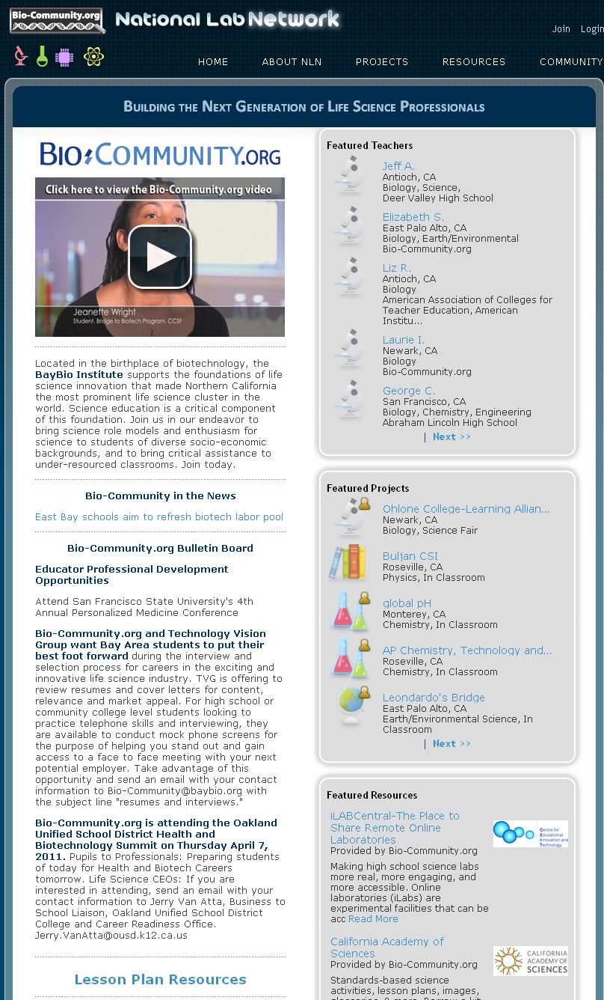 Bio-Community.org
National Lab Network
Join Login
HOME ABOUT NLN PROJECTS RESOURCES COMMUNITY
Building the Next Generation of Life Science Professionals
Bio Community.org
Click here to view the Bio-Community.org video
Jeanette Wright
Student, Bridge to Biotech Program, CCSF
Located in the birthplace of biotechnology, the
BayBio Institute supports the foundations of life
science innovation that made Northern California
the most prominent life science cluster in the
world. Science education is a critical component
of this foundation. Join us in our endeavor to
bring science role models and enthusiasm for
science to students of diverse socio-economic
backgrounds, and to bring critical assistance to
under-resourced classrooms. Join today.
Bio-Community in the News
East Bay schools aim to refresh biotech labor pool
Bio-Community.org Bulletin Board
Educator Professional Development
Opportunities
Attend San Francisco State University's 4th
Annual Personalized Medicine Conference
Bio-Community.org and Technology Vision
Group want Bay Area students to put their
best foot forward during the interview and
selection process for careers in the exciting and
innovative life science industry. TVG is offering to
review resumes and cover letters for content,
relevance and market appeal. For high school or
community college level students looking to
practice telephone skills and interviewing, they
are available to conduct mock phone screens for
the purpose of helping you stand out and gain
access to a face to face meeting with your next
potential employer. Take advantage of this
opportunity and send an email with your contact
information to Bio-Community@baybio.org with
the subject line "resumes and interviews."
Bio-Community.org is attending the Oakland
Unified School District Health and
Biotechnology Summit on Thursday April 7,
2011. Pupils to Professionals: Preparing students
of today for Health and Biotech Careers
tomorrow. Life Science CEOs: If you are
interested in attending, send an email with your
contact information to Jerry Van Atta, Business to
School Liaison, Oakland Unified School District
College and Career Readiness Office.
Jerry.VanAtta@ousd.k12.ca.us
Lesson Plan Resources
Featured Teachers
Jeff A.
Antioch, CA
Biology, Science,
Deer Valley High School
Elizabeth S.
East Palo Alto, CA
Biology, Earth/Environmental
Bio-Community.org
Liz R.
Antioch, CA
Biology
American Association of Colleges for
Teacher Education, American
Institu...
Laurie I.
Newark, CA
Biology
Bio-Community.org
George C.
San Francisco, CA
Biology, Chemistry, Engineering
Abraham Lincoln High School
| Next >>
Featured Projects
Ohlone College-Learning Allian...
Newark, CA
Biology, Science Fair
Buljan CSI
Roseville, CA
Physics, In Classroom
global pH
Monterey, CA
Chemistry, In Classroom
AP Chemistry, Technology and...
Roseville, CA
Chemistry, In Classroom
Leondardo's Bridge
East Palo Alto, CA
Earth/Environmental Science, In
Classroom
| Next >>
Featured Resources
iLABCentral-The Place to
Share Remote Online
Laboratories
Provided by Bio-Community.org
Making high school science labs
more real, more engaging, and
more accessible. Online
laboratories (iLabs) are
experimental facilities that can be
acc Read More
Centre for
Educational
Innovation and
Technology
California Academy of
Sciences
Provided by Bio-Community.org
Standards-based science
activities, lesson plans, images,
CALIFORNIA
ACADEMY OF
SCIENCES